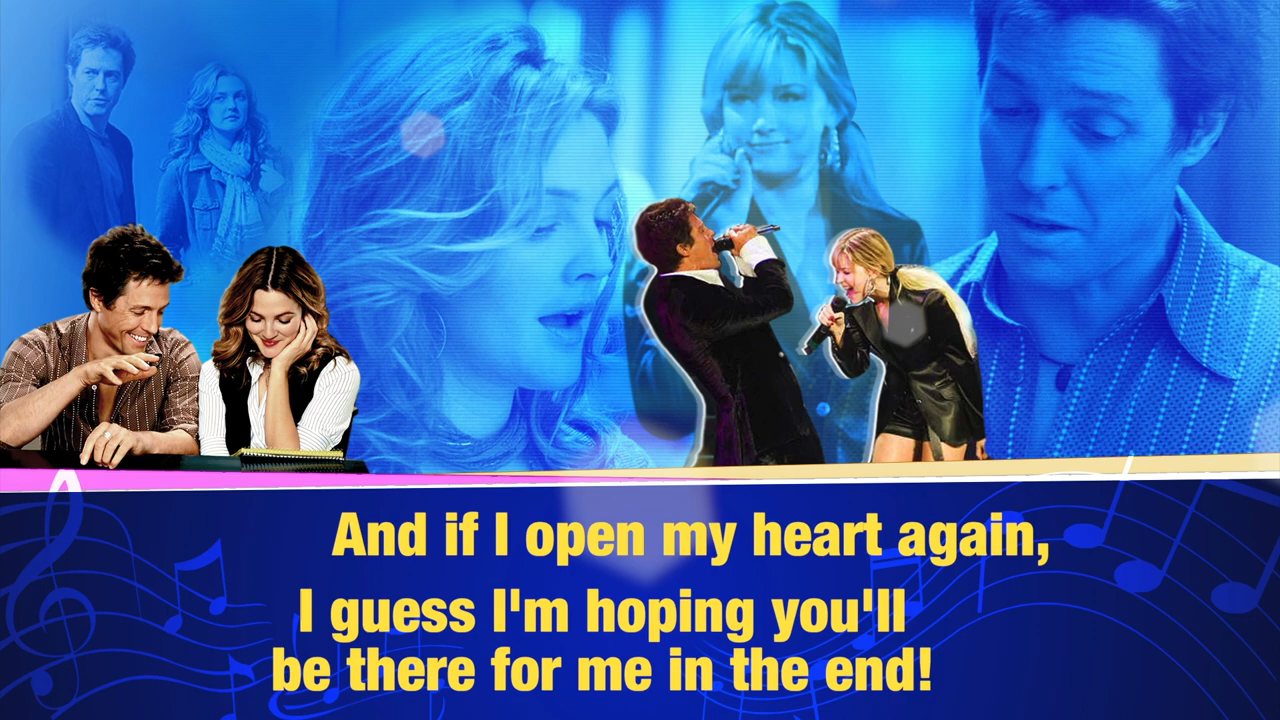 And if I open my heart again,
I guess I'm hoping you'll
be there for me in the end!